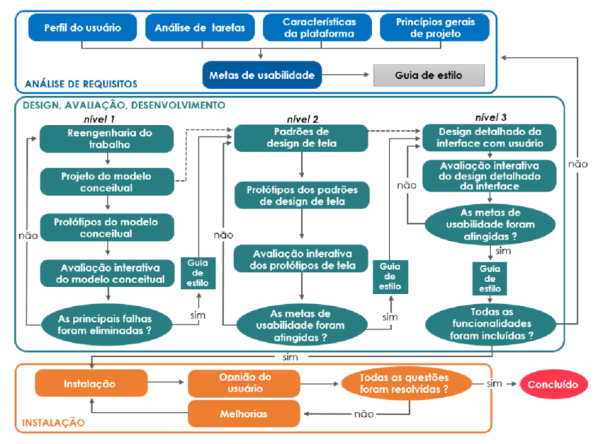 Perfil do usuário
Análise de tarefas
Características
da plataforma
Princípios gerais
de projeto
Metas de usabilidade
Guia de estilo
ANÁLISE DE REQUISITOS
DESIGN, AVALIAÇÃO, DESENVOLVIMENTO
nível 1
Reengenharia do
trabalho
Projeto do modelo
conceitual
Protótipos do modelo
conceitual
Avaliação interativa
do modelo conceitual
As principais falhas
foram eliminadas ?
não
sim
Guia
de
estilo
nível 2
Padrões de
design de tela
Protótipos dos padrões
de design de tela
Avaliação interativa
dos protótipos de tela
As metas de
usabilidade foram
atingidas ?
não
sim
Guia
de
estilo
nível 3
Design detalhado da
interface com usuário
Avaliação interativa
do design detalhado
da interface
As metas de
usabilidade foram
atingidas ?
não
sim
Guia
de
estilo
Todas as
funcionalidades
foram incluídas ?
não
sim
Instalação
Opnião do
usuário
Todas as questões
foram resolvidas ?
sim
Concluído
não
Melhorias
INSTALAÇÃO